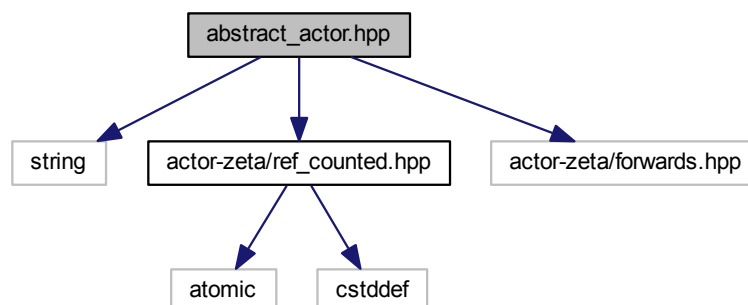 abstract_actor.hpp
string
actor-zeta/ref_counted.hpp
actor-zeta/forwards.hpp
atomic
cstddef